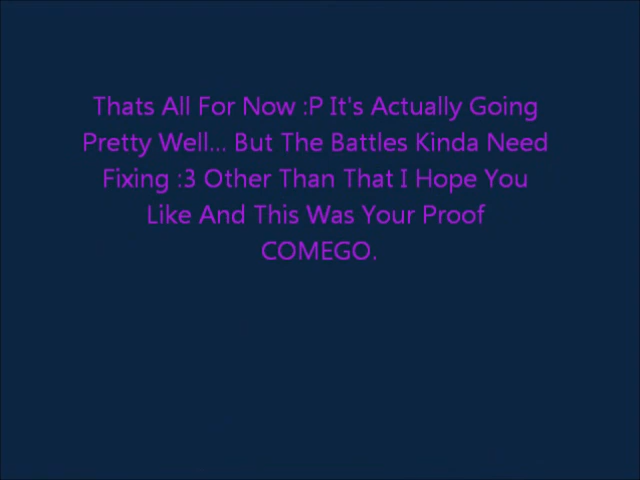 Thats All For Now :P It's Actually Going
Pretty Well... But The Battles Kinda Need
Fixing :3 Other Than That I Hope You
Like And This Was Your Proof
COMEGO.